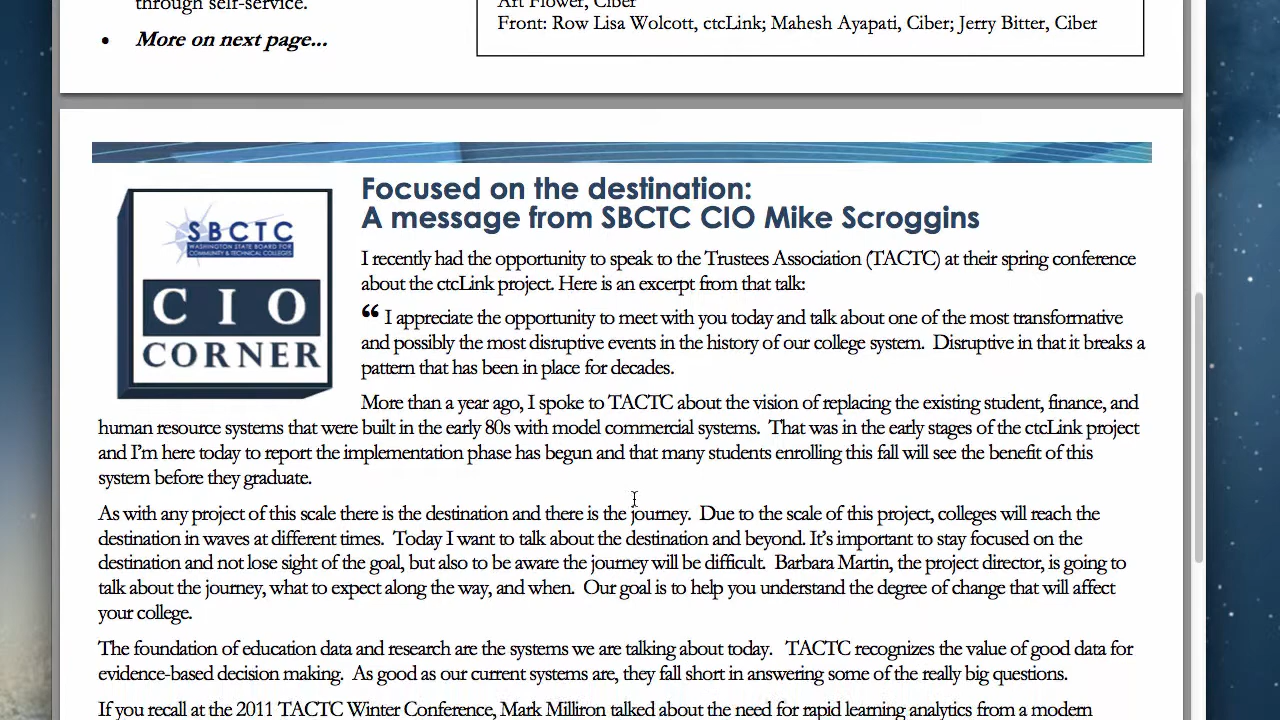 through self-service.
• More on next page...
Art Flower, Ciber
Front: Row Lisa Wolcott, ctcLink; Mahesh Ayapati, Ciber; Jerry Bitter, Ciber
SBCTC
WASHINGTON STATE BOARD FOR
COMMUNITY & TECHNICAL COLLEGES
CIO
CORNER
Focused on the destination:
A message from SBCTC CIO Mike Scroggins
I recently had the opportunity to speak to the Trustees Association (TACTC) at their spring conference
about the ctcLink project. Here is an excerpt from that talk:
“ I appreciate the opportunity to meet with you today and talk about one of the most transformative
and possibly the most disruptive events in the history of our college system. Disruptive in that it breaks a
pattern that has been in place for decades.
More than a year ago, I spoke to TACTC about the vision of replacing the existing student, finance, and
human resource systems that were built in the early 80s with model commercial systems. That was in the early stages of the ctcLink project
and I’m here today to report the implementation phase has begun and that many students enrolling this fall will see the benefit of this
system before they graduate.
As with any project of this scale there is the destination and there is the journey. Due to the scale of this project, colleges will reach the
destination in waves at different times. Today I want to talk about the destination and beyond. It’s important to stay focused on the
destination and not lose sight of the goal, but also to be aware the journey will be difficult. Barbara Martin, the project director, is going to
talk about the journey, what to expect along the way, and when. Our goal is to help you understand the degree of change that will affect
your college.
The foundation of education data and research are the systems we are talking about today. TACTC recognizes the value of good data for
evidence-based decision making. As good as our current systems are, they fall short in answering some of the really big questions.
If you recall at the 2011 TACTC Winter Conference, Mark Milliron talked about the need for rapid learning analytics from a modern